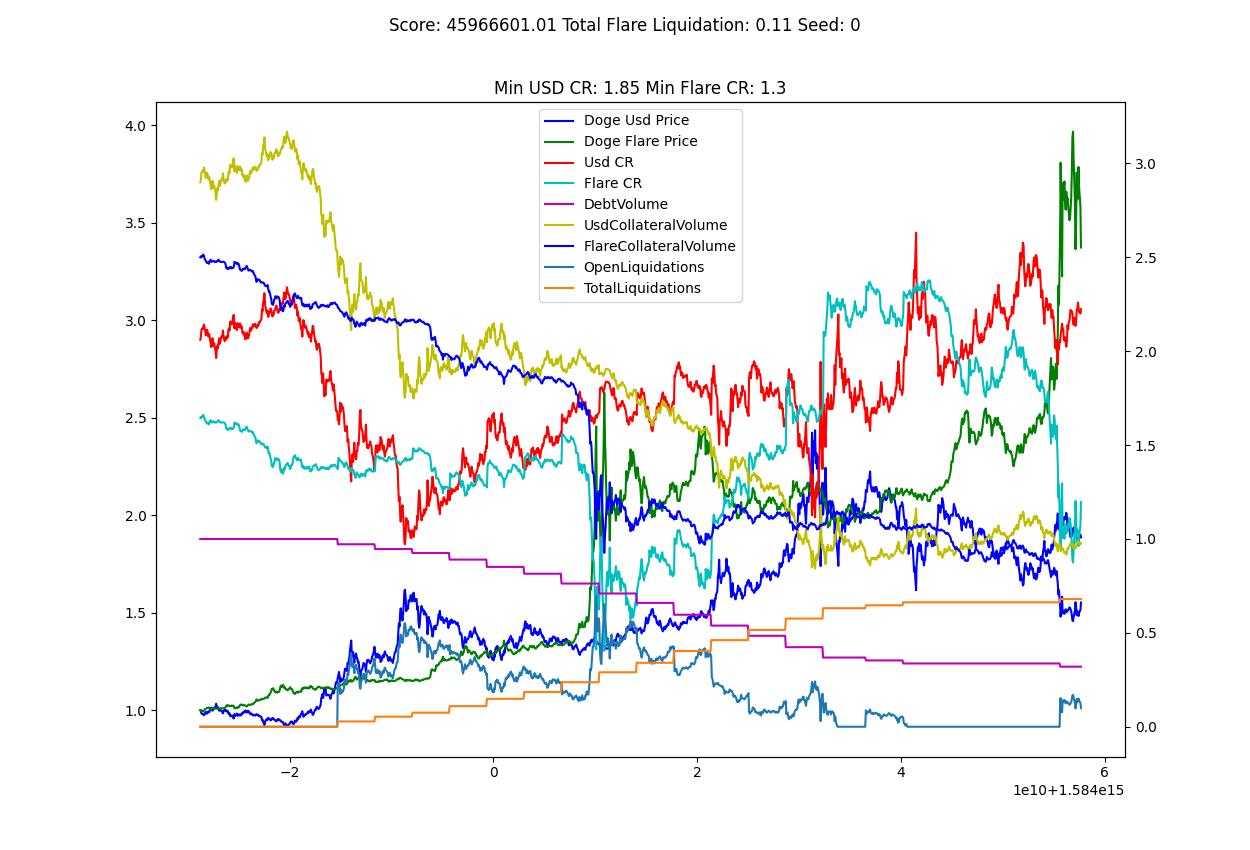 Score: 45966601.01 Total Flare Liquidation: 0.11 Seed: 0
Min USD CR: 1.85 Min Flare CR: 1.3
Doge Usd Price
Doge Flare Price
Usd CR
Flare CR
DebtVolume
UsdCollateralVolume
FlareCollateralVolume
OpenLiquidations
TotalLiquidations
4.0
3.5
3.0
2.5
2.0
1.5
1.0
3.0
2.5
2.0
1.5
1.0
0.5
0.0
−2
0
2
4
6
1e10+1.584e15